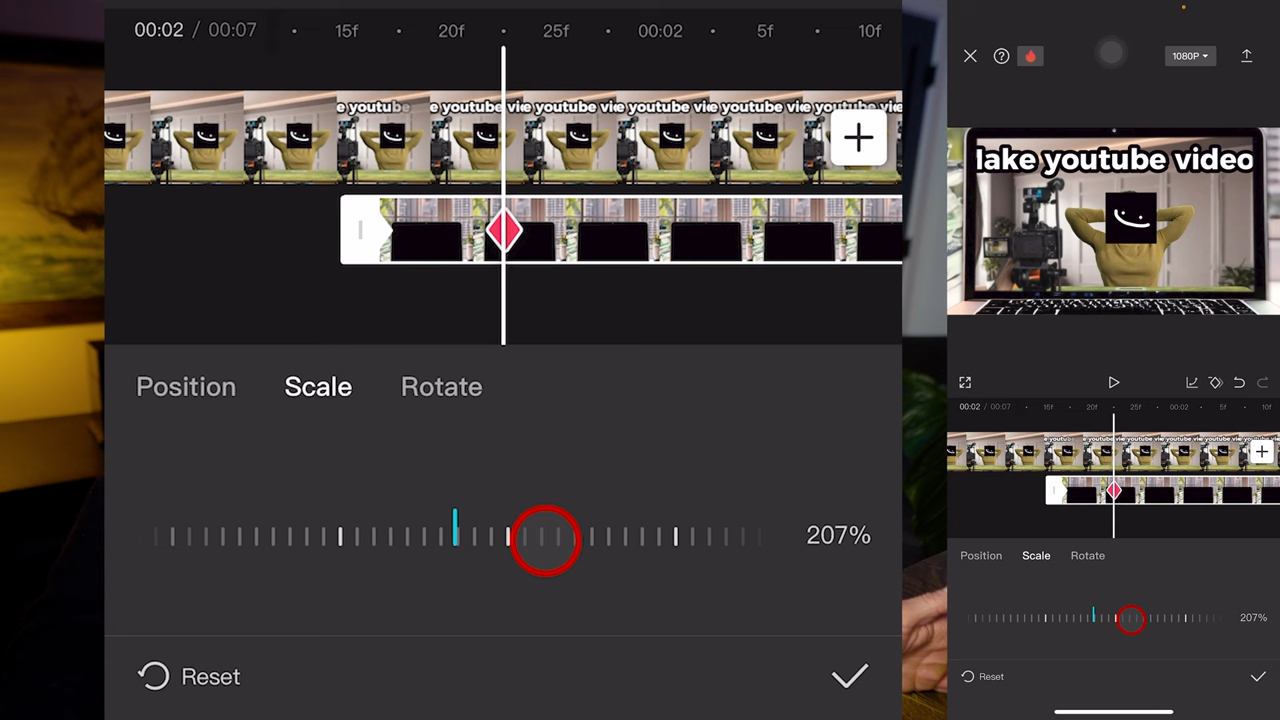 00:02 / 00:07 15f 20f 25f 00:02 5f 10f
e youtube e youtube vie youtube vie youtube vie youtube vie youtube vie
Position Scale Rotate
207%
Reset
1080P
lake youtube video
00:02 / 00:07 15f 20f 25f 00:02 5f 10f
Position Scale Rotate
207%
Reset